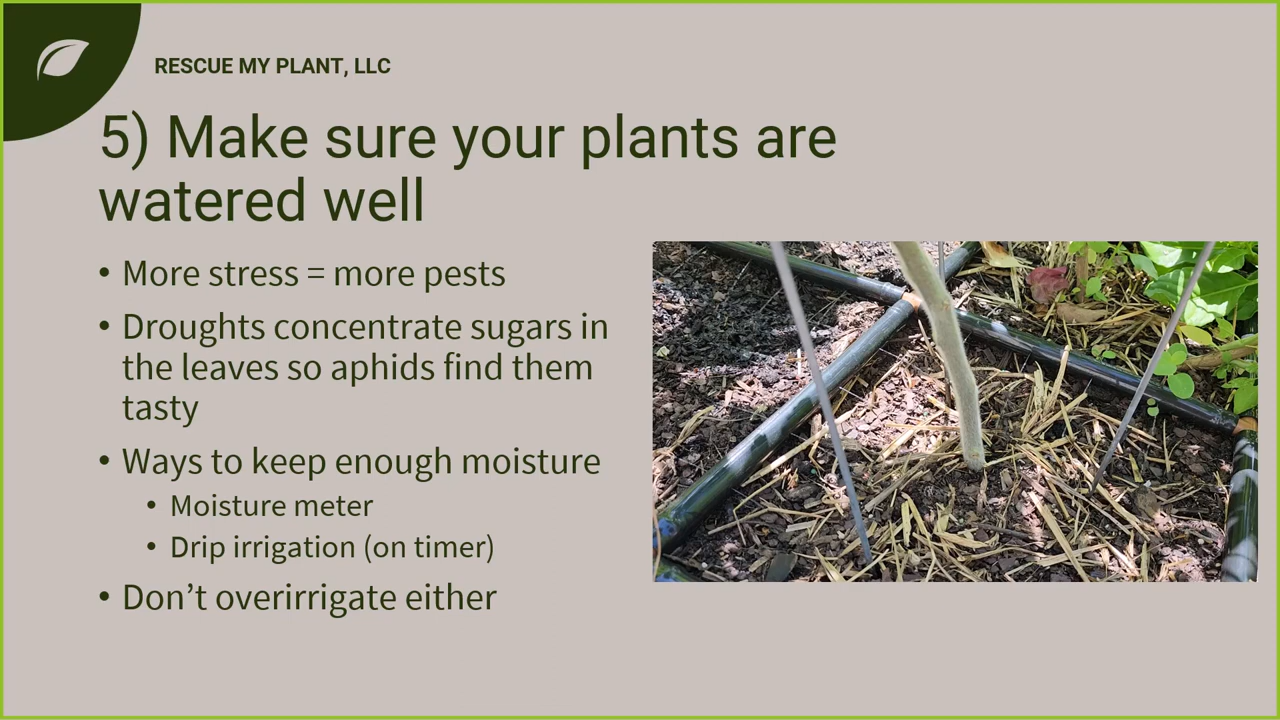 RESCUE MY PLANT, LLC
5) Make sure your plants are
watered well
• More stress = more pests
• Droughts concentrate sugars in
the leaves so aphids find them
tasty
• Ways to keep enough moisture
• Moisture meter
• Drip irrigation (on timer)
• Don’t overirrigate either